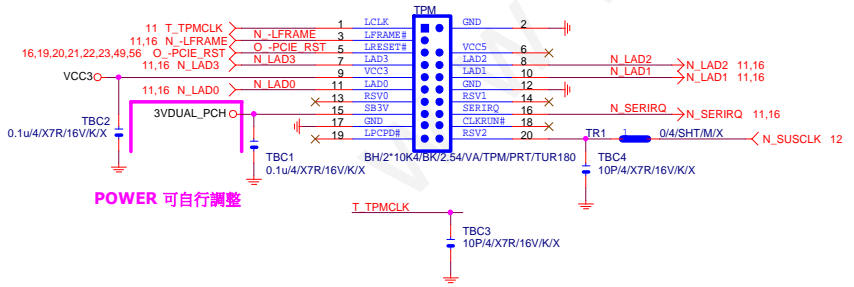 TPM
11 T_TPMCLK 1 LCLK GND 2
11,16 N_-LFRAME N_-LFRAME 3 LFRAME#
16,19,20,21,22,23,49,56 O_-PCIE_RST O_-PCIE_RST 5 LRESET# VCC5 6
11,16 N_LAD3 N_LAD3 7 LAD3 LAD2 8 N_LAD2 N_LAD2 11,16
VCC3 9 VCC3 LAD1 10 N_LAD1 N_LAD1 11,16
11,16 N_LAD0 N_LAD0 11 LAD0 GND 12
13 RSV0 RSV1 14
3VDUAL_PCH 15 SB3V SERIRQ 16 N_SERIRQ N_SERIRQ 11,16
17 GND CLKRUN# 18
19 LPCPD# RSV2 20 TR1 1 0/4/SHT/M/X N_SUSCLK 12
TBC2
0.1u/4/X7R/16V/K/X
TBC1
0.1u/4/X7R/16V/K/X
BH/2*10K4/BK/2.54/VA/TPM/PRT/TUR180
TBC4
10P/4/X7R/16V/K/X
POWER 可自行調整
T_TPMCLK
TBC3
10P/4/X7R/16V/K/X